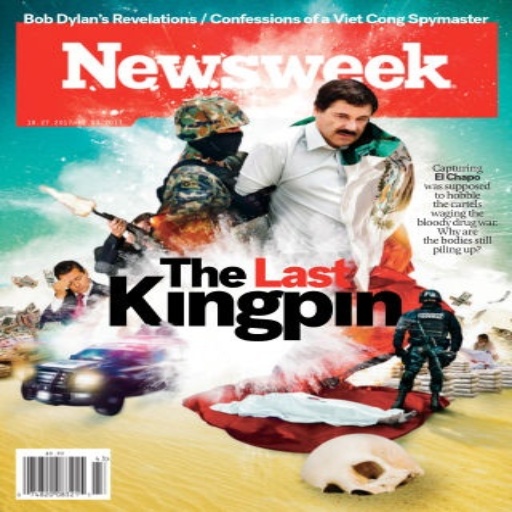 Bob Dylan's Revelations / Confessions of a Viet Cong Spymaster
Newsweek
Capturing
El Chapo
was supposed
to hobble
the cartels
waging the
bloody drug war.
Why are
the bodies still
piling up?
The Last
Kingpin